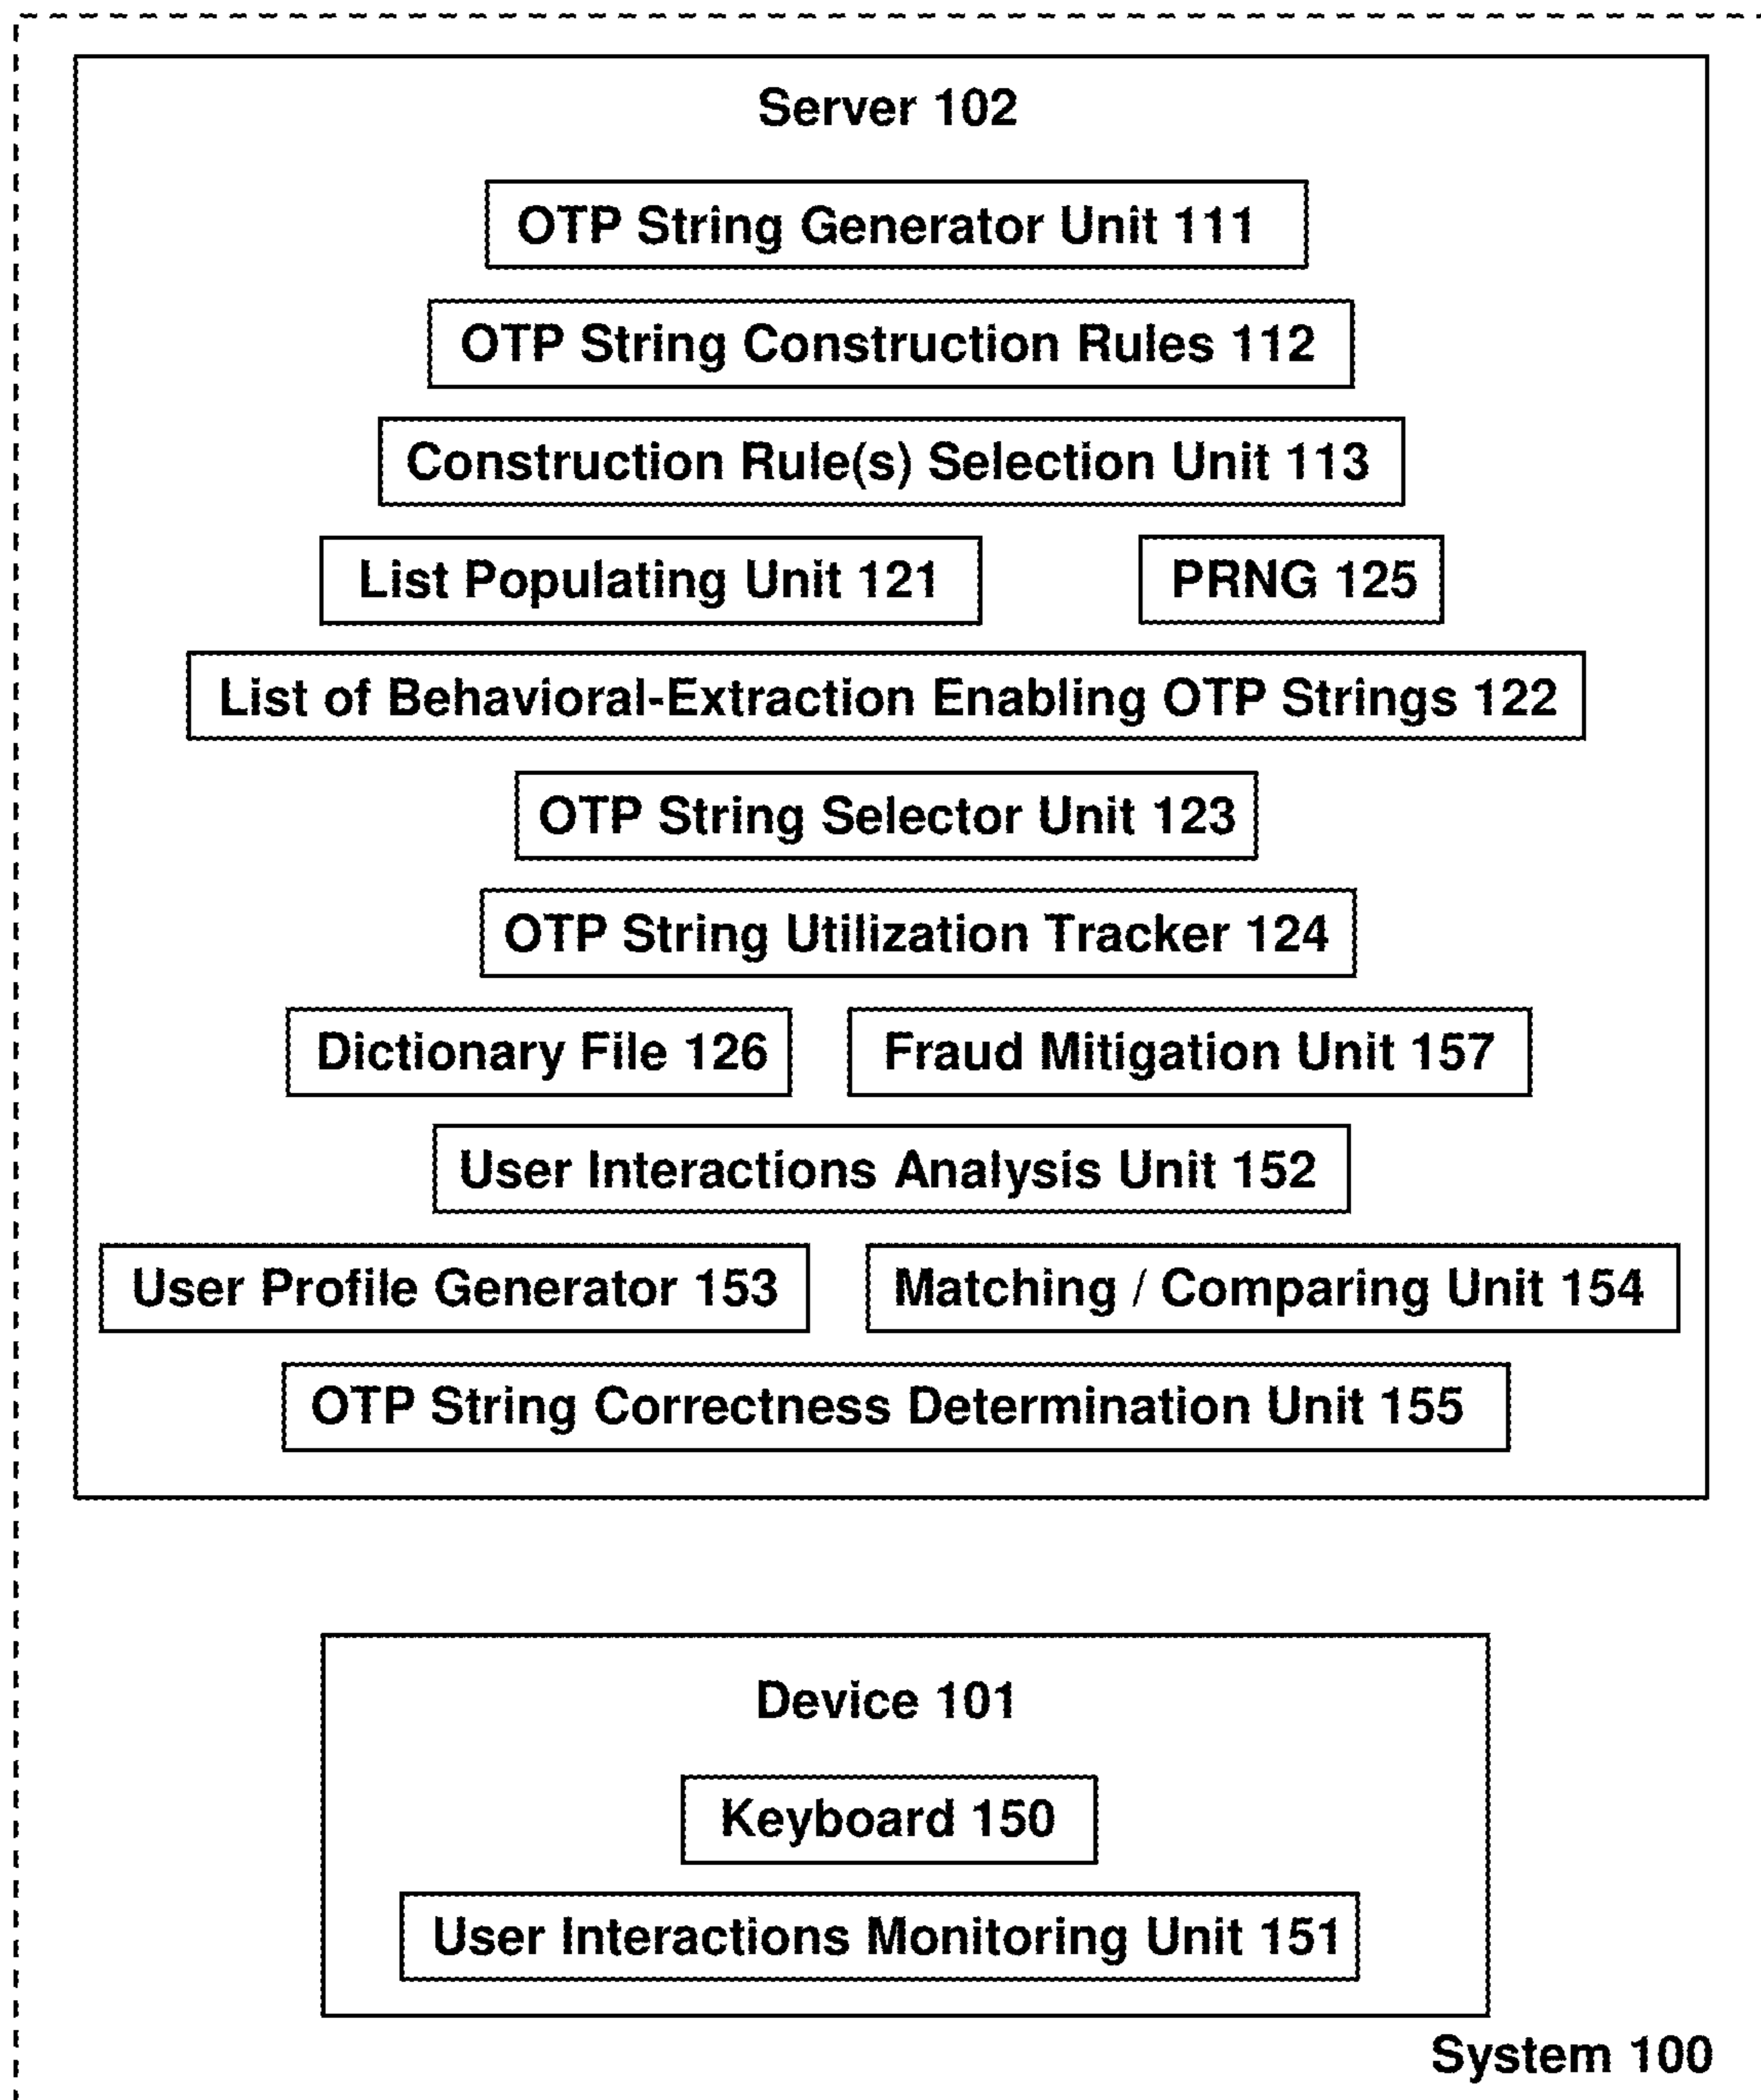 Server 102
OTP String Generator Unit 111
OTP String Construction Rules 112
Construction Rule(s) Selection Unit 113
List Populating Unit 121
PRNG 125
List of Behavioral-Extraction Enabling OTP Strings 122
OTP String Selector Unit 123
OTP String Utilization Tracker 124
Dictionary File 126
Fraud Mitigation Unit 157
User Interactions Analysis Unit 152
User Profile Generator 153
Matching / Comparing Unit 154
OTP String Correctness Determination Unit 155
Device 101
Keyboard 150
User Interactions Monitoring Unit 151
System 100